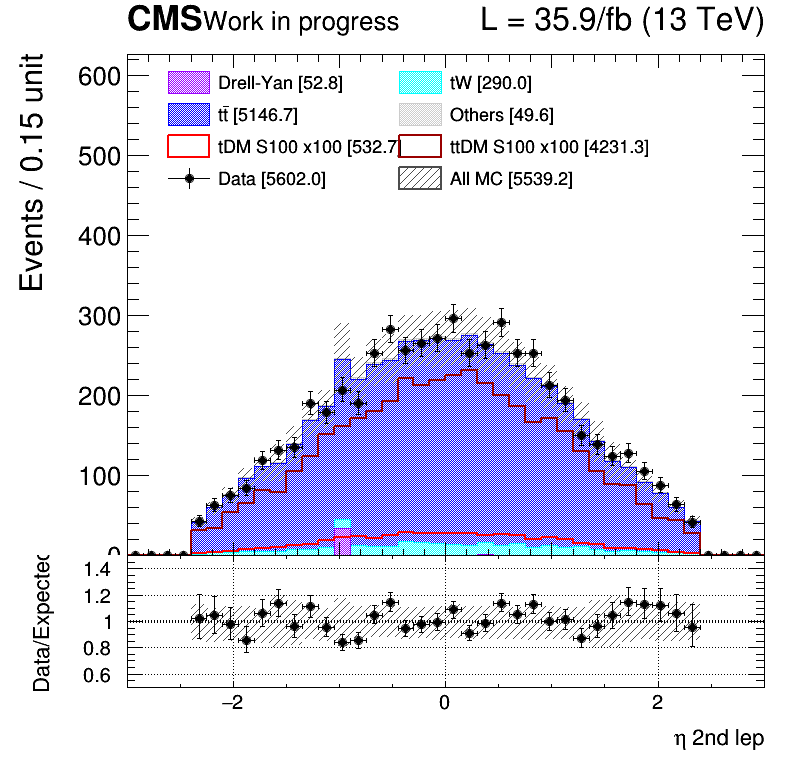 CMS Work in progress L = 35.9/fb (13 TeV)
Events / 0.15 unit
600
500
400
300
200
100
0
Drell-Yan [52.8] tW [290.0]
tt̄ [5146.7] Others [49.6]
tDM S100 x100 [532.7] ttDM S100 x100 [4231.3]
Data [5602.0] All MC [5539.2]
Data/Expected
1.4
1.2
1
0.8
0.6
−2 0 2
η 2nd lep